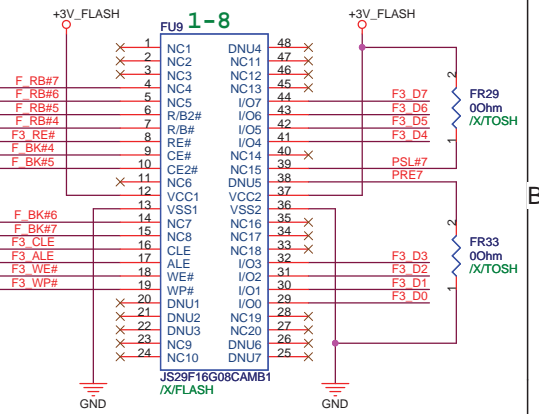 +3V_FLASH
+3V_FLASH
FU9 1-8
1 NC1 DNU4 48
2 NC2 NC11 47
3 NC3 NC12 46
F_RB#7 4 NC4 NC13 45
F_RB#6 5 NC5 I/O7 44 F3_D7
F_RB#5 6 R/B2# I/O6 43 F3_D6
F_RB#4 7 R/B# I/O5 42 F3_D5
F3_RE# 8 RE# I/O4 41 F3_D4
F_BK#4 9 CE# NC14 40
F_BK#5 10 CE2# NC15 39 PSL#7
11 NC6 DNU5 38 PRE7
12 VCC1 VCC2 37
13 VSS1 VSS2 36
F_BK#6 14 NC7 NC16 35
F_BK#7 15 NC8 NC17 34
F3_CLE 16 CLE NC18 33
F3_ALE 17 ALE I/O3 32 F3_D3
F3_WE# 18 WE# I/O2 31 F3_D2
F3_WP# 19 WP# I/O1 30 F3_D1
20 DNU1 I/O0 29 F3_D0
21 DNU2 NC19 28
22 DNU3 NC20 27
23 NC9 DNU6 26
24 NC10 DNU7 25
JS29F16G08CAMB1
/X/FLASH
GND
GND
2
FR29
0Ohm
/X/TOSH
1
2
FR33
0Ohm
/X/TOSH
1
B